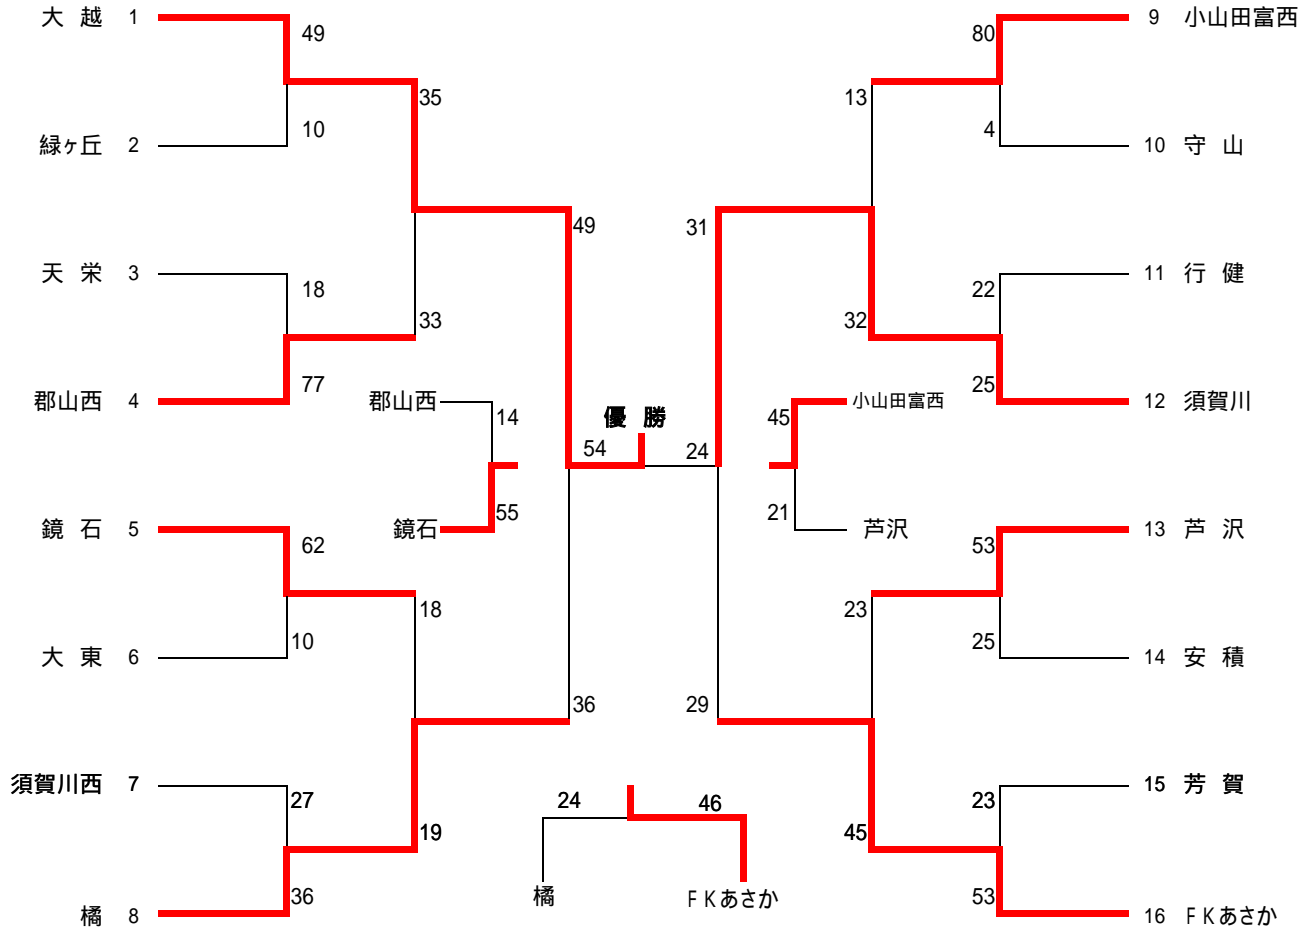 大 越 1
49
緑ヶ丘 2
10
35
天 栄 3
18
郡山西 4
77
33
49
鏡 石 5
62
大 東 6
10
18
須賀川西 7
27
橘 8
36
19
36
郡山西
14
鏡石
55
優 勝
54
24
小山田富西
45
芦沢
21
24
46
橘
ＦＫあさか
80
9 小山田富西
4
10 守 山
13
22
11 行 健
25
12 須賀川
32
31
53
13 芦 沢
25
14 安 積
23
23
15 芳 賀
53
16 ＦＫあさか
45
29